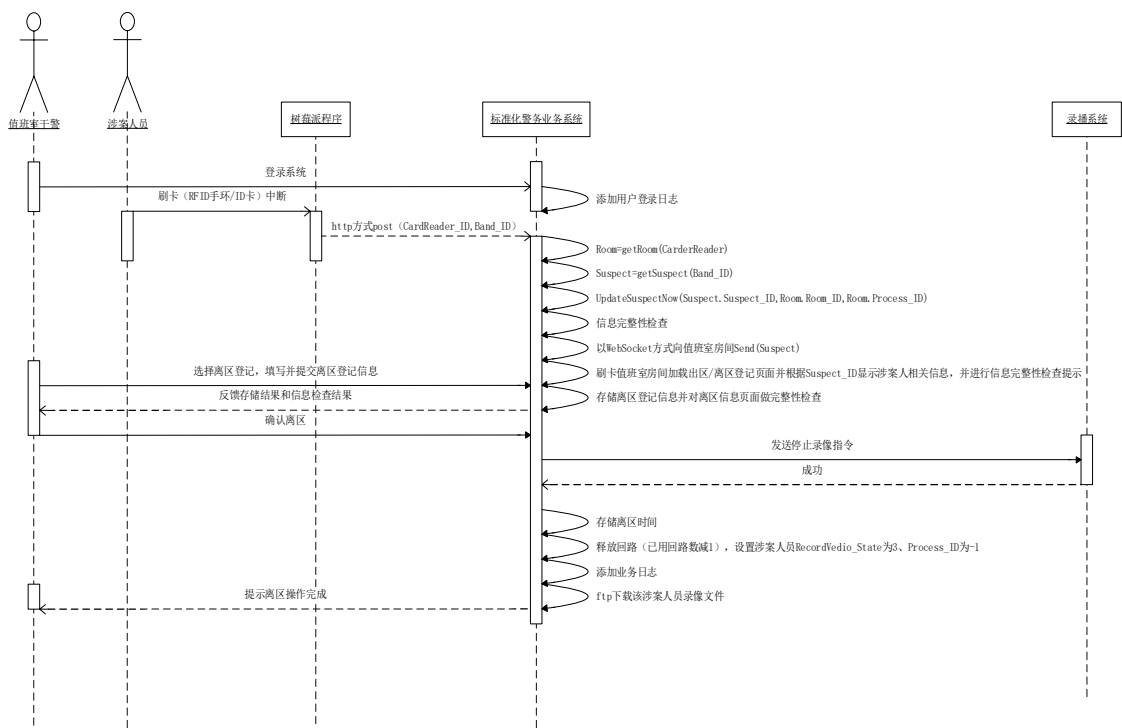 值班室干警
涉案人员
树莓派程序
标准化警务业务系统
录播系统
登录系统
添加用户登录日志
刷卡（RFID手环/ID卡）中断
http方式post（CardReader_ID,Band_ID）
Room=getRoom(CarderReader)
Suspect=getSuspect(Band_ID)
UpdateSuspectNow(Suspect.Suspect_ID,Room.Room_ID,Room.Process_ID)
信息完整性检查
以WebSocket方式向值班室房间Send(Suspect)
选择离区登记，填写并提交离区登记信息
刷卡值班室房间加载出区/离区登记页面并根据Suspect_ID显示涉案人相关信息，并进行信息完整性检查提示
反馈存储结果和信息检查结果
存储离区登记信息并对离区信息页面做完整性检查
确认离区
发送停止录像指令
成功
存储离区时间
释放回路（已用回路数减1），设置涉案人员RecordVedio_State为3、Process_ID为-1
添加业务日志
提示离区操作完成
ftp下载该涉案人员录像文件